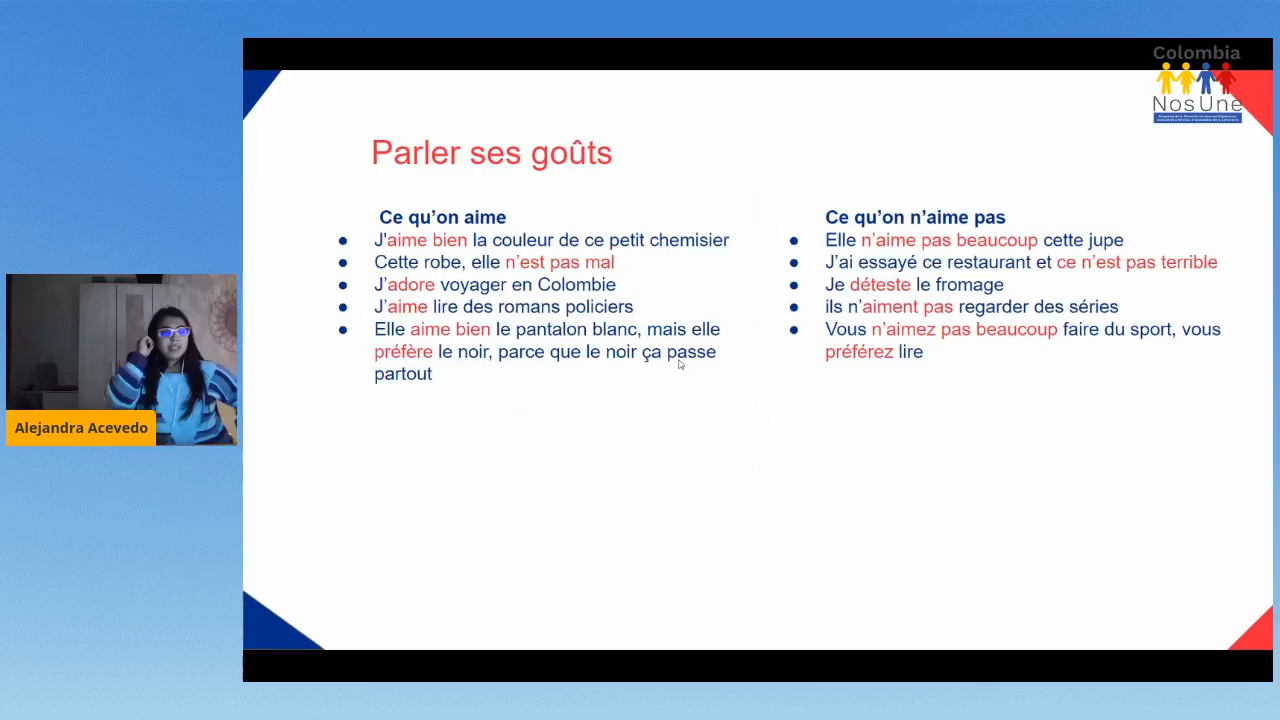 Colombia
NosUne
Parler ses goûts
Ce qu’on aime
J'aime bien la couleur de ce petit chemisier
Cette robe, elle n’est pas mal
J’adore voyager en Colombie
J’aime lire des romans policiers
Elle aime bien le pantalon blanc, mais elle
préfère le noir, parce que le noir ça passe
partout
Ce qu’on n’aime pas
Elle n’aime pas beaucoup cette jupe
J’ai essayé ce restaurant et ce n’est pas terrible
Je déteste le fromage
ils n’aiment pas regarder des séries
Vous n’aimez pas beaucoup faire du sport, vous
préférez lire
Alejandra Acevedo